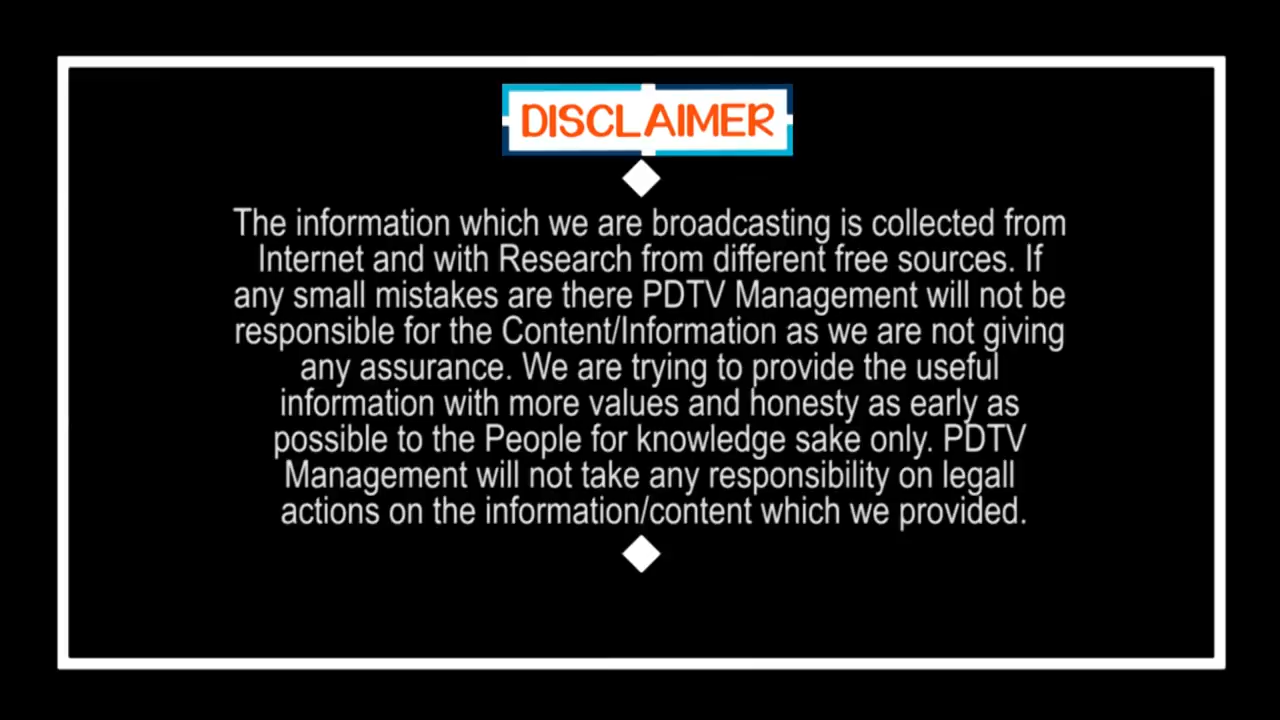 DISCLAIMER
The information which we are broadcasting is collected from
Internet and with Research from different free sources. If
any small mistakes are there PDTV Management will not be
responsible for the Content/Information as we are not giving
any assurance. We are trying to provide the useful
information with more values and honesty as early as
possible to the People for knowledge sake only. PDTV
Management will not take any responsibility on legall
actions on the information/content which we provided.